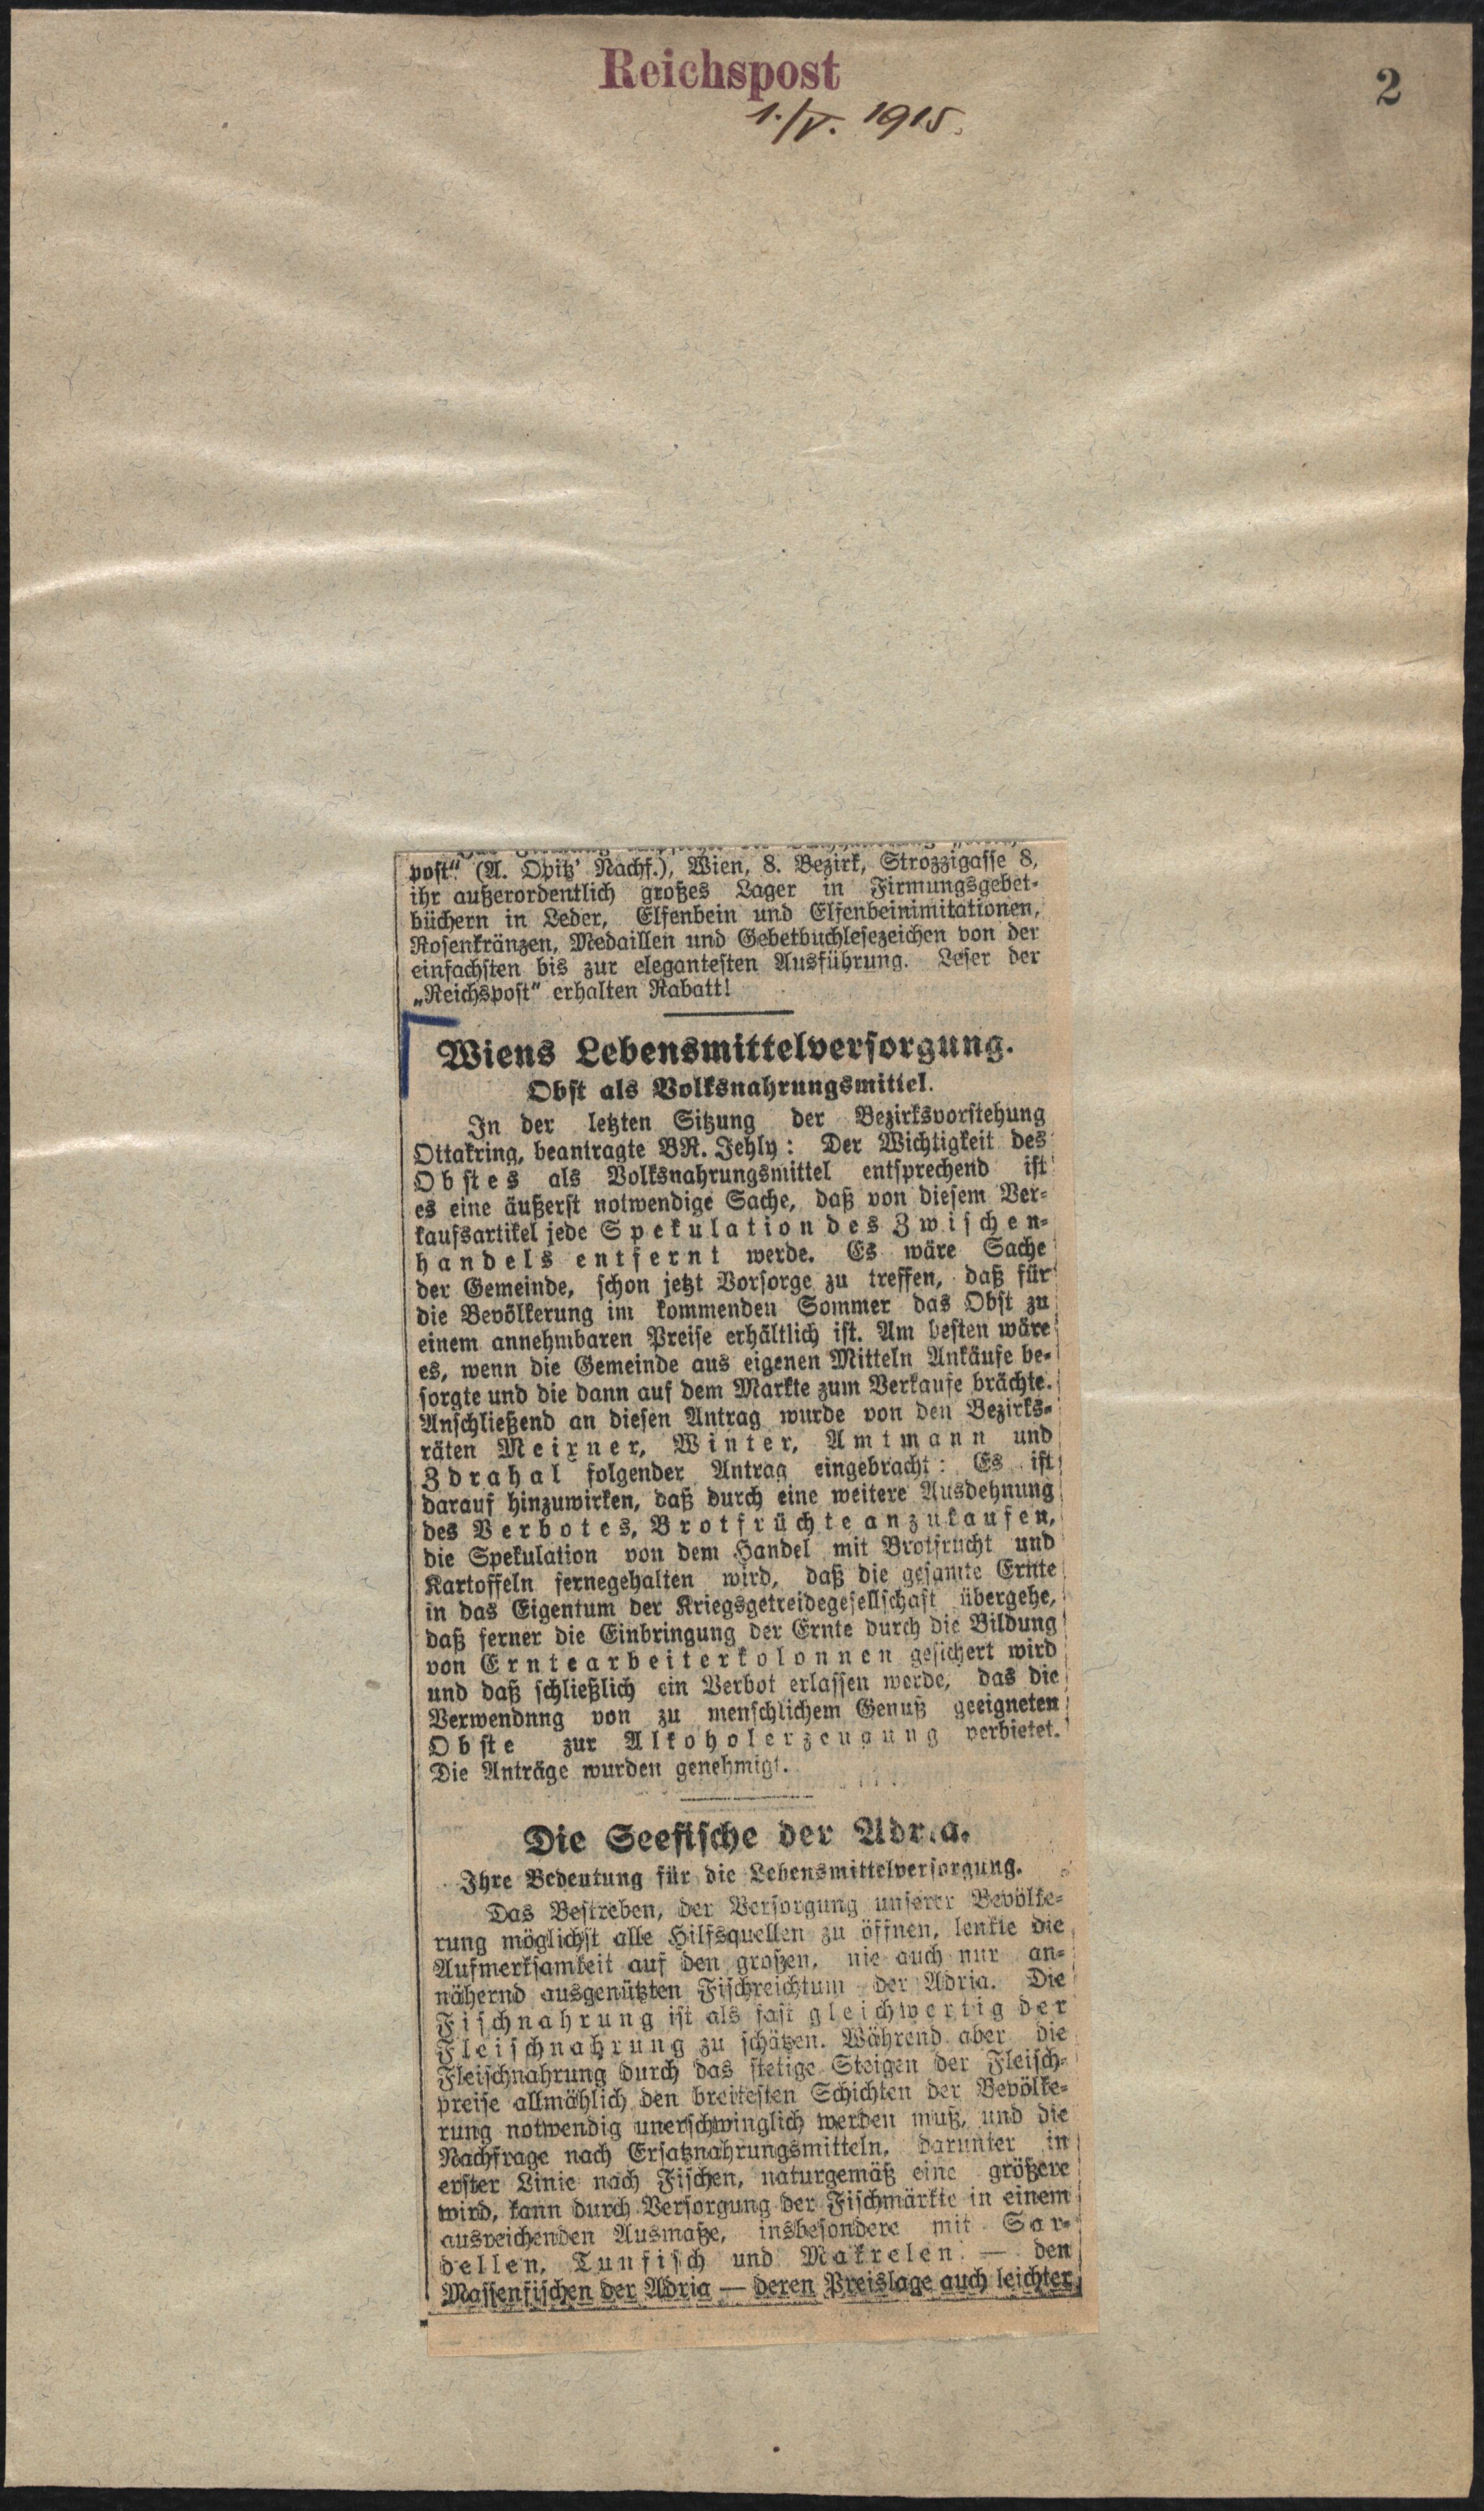 Reichspost
2
1./V. 1915.
post" (A. Opitz' Nachf.), Wien, 8. Bezirk, Strozzigasse 8,
ihr außerordentlich großes Lager in Firmungsgebet-
büchern in Leder, Elfenbein und Elfenbeinimitationen,
Rosenkränzen, Medaillen und Gebetbuchlesezeichen von der
einfachsten bis zur elegantesten Ausführung. Leser der
„Reichspost" erhalten Rabatt!
Wiens Lebensmittelversorgung.
Obst als Volksnahrungsmittel.
In der letzten Sitzung der Bezirksvorstehung
Ottakring, beantragte BR. Jehly: Der Wichtigkeit des
Obstes als Volksnahrungsmittel entsprechend ist
es eine äußerst notwendige Sache, daß von diesem Ver-
kaufsartikel jede Spekulation des Zwischen-
handels entfernt werde. Es wäre Sache
der Gemeinde, schon jetzt Vorsorge zu treffen, daß für
die Bevölkerung im kommenden Sommer das Obst zu
einem annehmbaren Preise erhältlich ist. Am besten wäre
es, wenn die Gemeinde aus eigenen Mitteln Ankäufe be-
sorgte und die dann auf dem Markte zum Verkaufe brächte.
Anschließend an diesen Antrag wurde von den Bezirks-
räten Meixner, Winter, Amtmann und
Zdrahal folgender Antrag eingebracht: Es ist
darauf hinzuwirken, daß durch eine weitere Ausdehnung
des Verbotes, Brotfrüchte anzukaufen,
die Spekulation von dem Handel mit Brotfrucht und
Kartoffeln fernegehalten wird, daß die gesamte Ernte
in das Eigentum der Kriegsgetreidegesellschaft übergehe,
daß ferner die Einbringung der Ernte durch die Bildung
von Erntearbeiterkolonnen gesichert wird
und daß schließlich ein Verbot erlassen werde, das die
Verwendnng von zu menschlichem Genuß geeigneten
Obste zur Alkoholerzeugung verbietet.
Die Anträge wurden genehmigt.
Die Seefische der Adr.a.
Ihre Bedeutung für die Lebensmittelversorgung.
Das Bestreben, der Versorgung unserer Bevölke-
rung möglichst alle Hilfsquellen zu öffnen, lenkte die
Aufmerksamkeit auf den großen, nie auch nur an-
nähernd ausgenützten Fischreichtum der Adria. Die
Fischnahrung ist als fast gleichwertig der
Fleischnahrung zu schätzen. Während aber die
Fleischnahrung durch das stetige Steigen der Fleisch-
preise allmählich den breitesten Schichten der Bevölke-
rung notwendig unerschwinglich werden muß, und die
Nachfrage nach Ersatznahrungsmitteln, darunter in
erster Linie nach Fischen, naturgemäß eine größere
wird, kann durch Versorgung der Fischmärkte in einem
ausreichenden Ausmaße, insbesondere mit Sar-
dellen, Tunfisch und Makrelen — den
Massenfischen der Adria — deren Preislage auch leichter